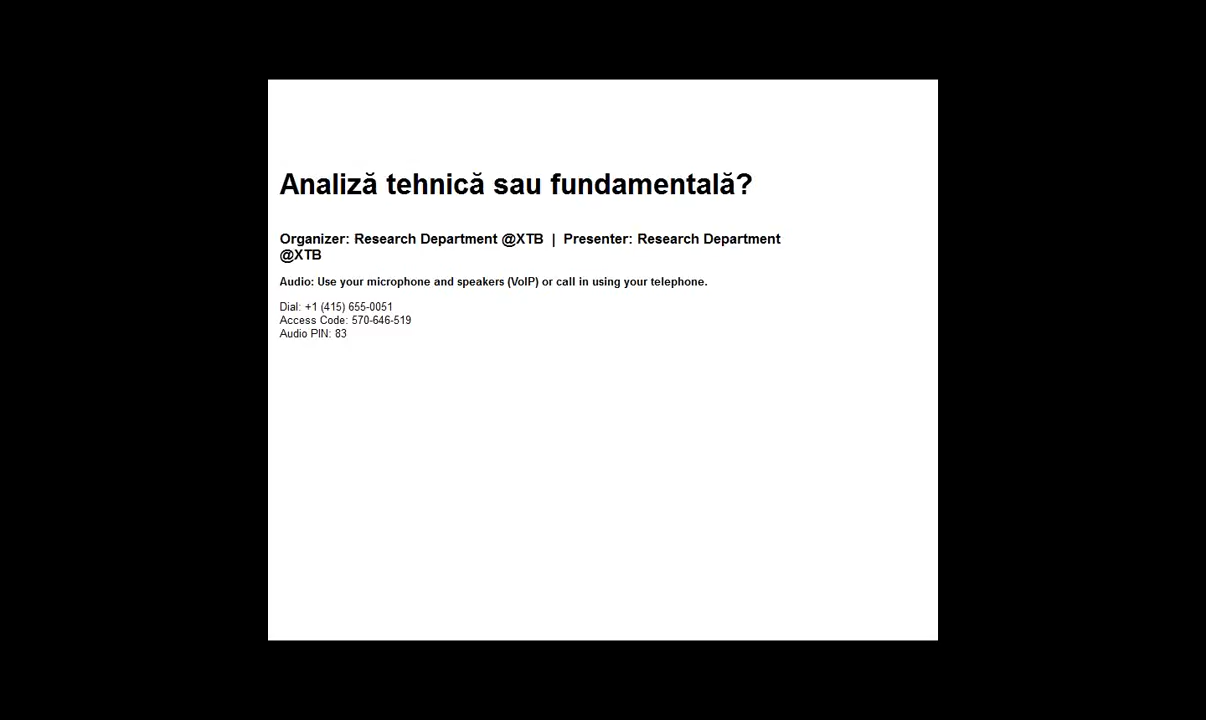 Analiză tehnică sau fundamentală?
Organizer: Research Department @XTB | Presenter: Research Department
@XTB
Audio: Use your microphone and speakers (VoIP) or call in using your telephone.
Dial: +1 (415) 655-0051
Access Code: 570-646-519
Audio PIN: 83